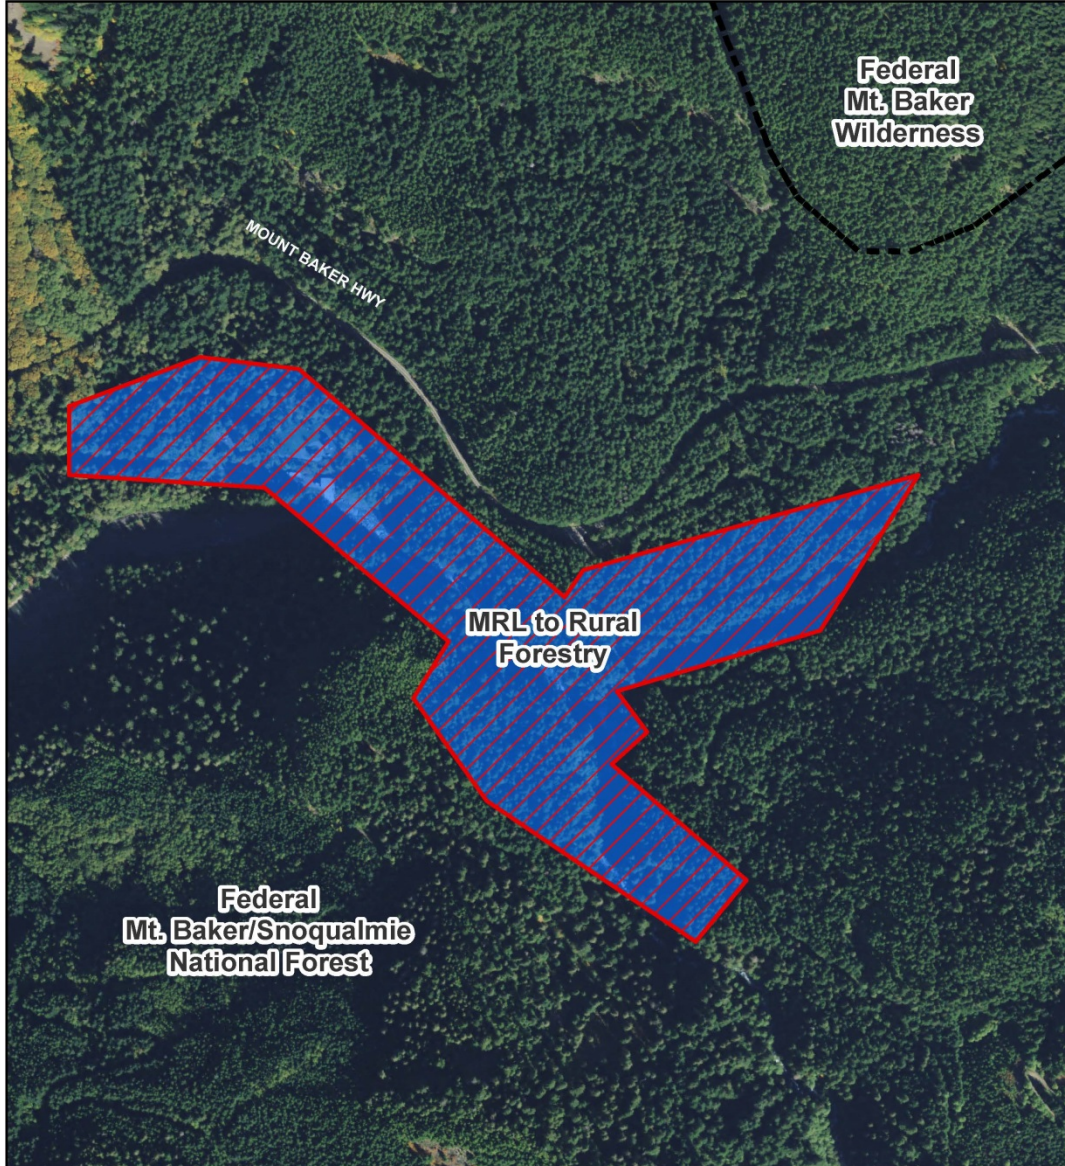 Federal
Mt. Baker
Wilderness
MOUNT BAKER HWY
MRL to Rural
Forestry
Federal
Mt. Baker/Snoqualmie
National Forest